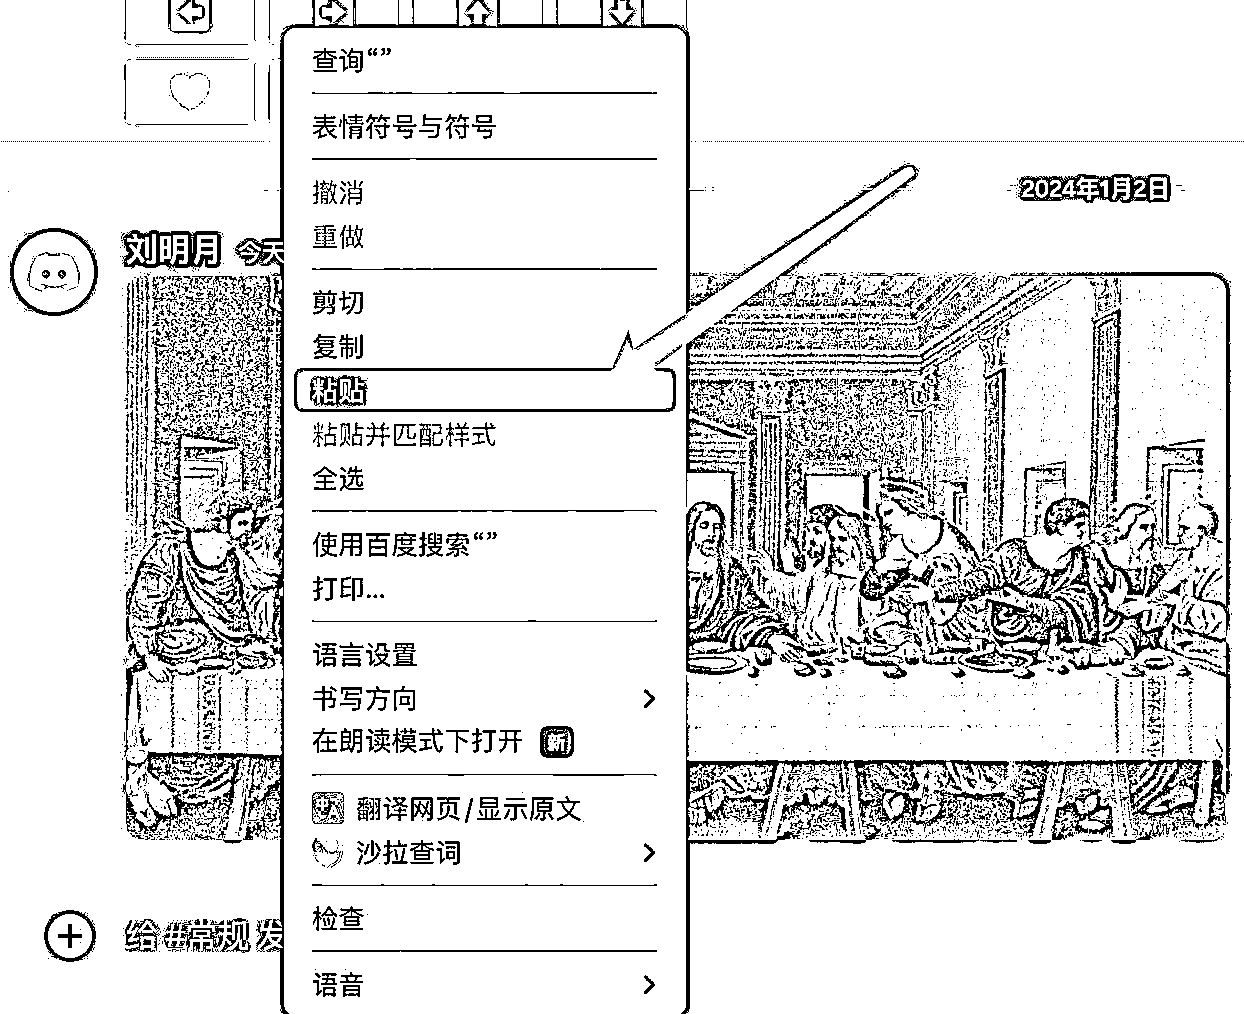 查询“”
表情符号与符号
撤消
2024年1月2日
重做
刘明月 今天
剪切
复制
粘贴
粘贴并匹配样式
全选
使用百度搜索“”
打印...
语言设置
书写方向
在朗读模式下打开 新
翻译网页/显示原文
沙拉查词
检查
给 #常规 发
语音